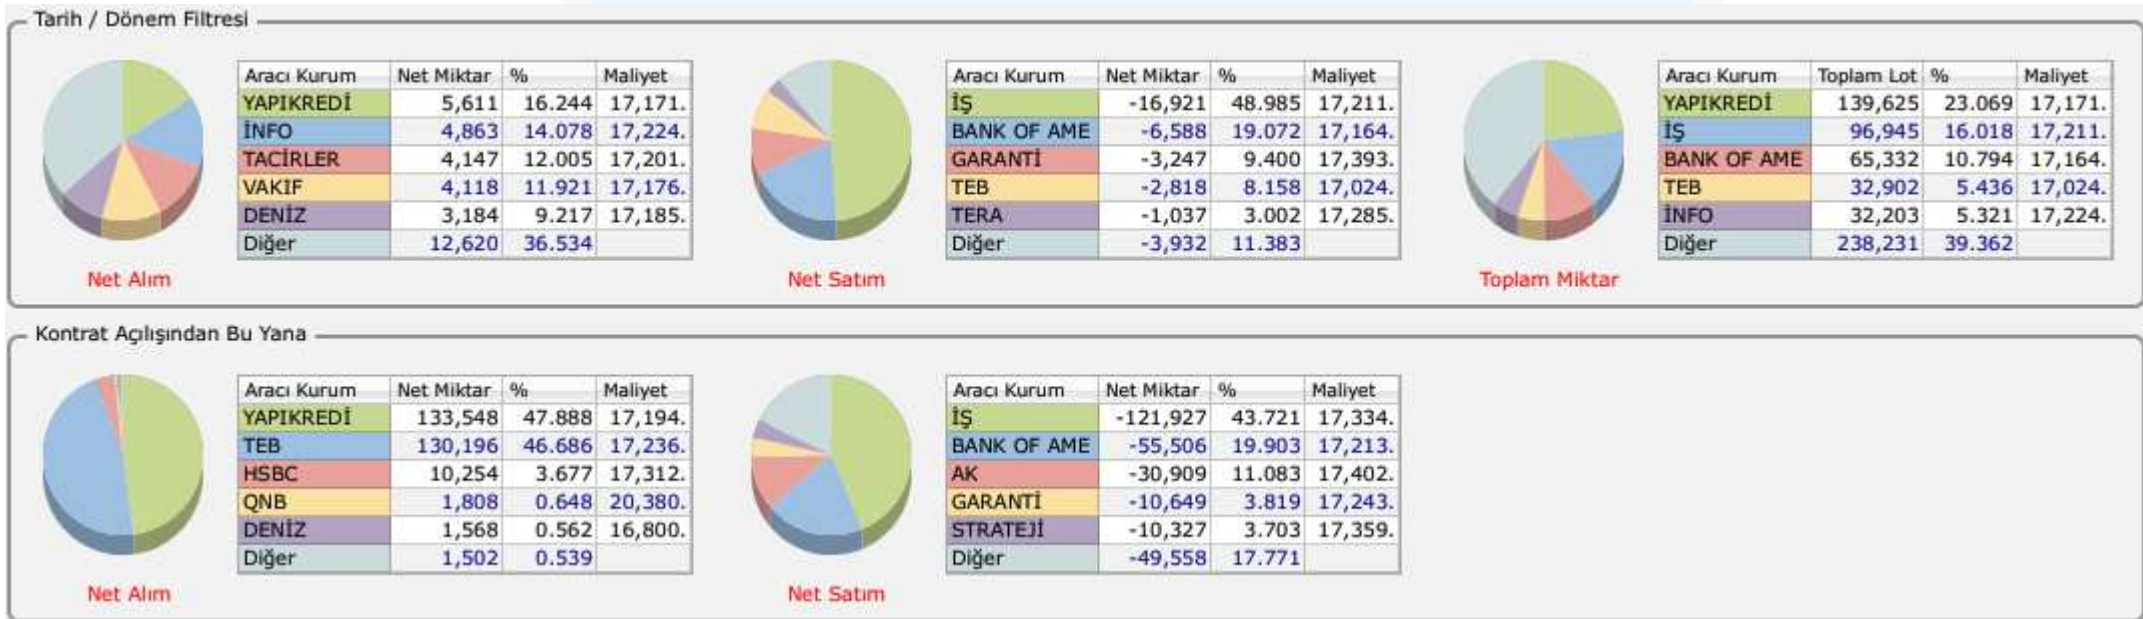 Tarih / Dönem Filtresi
Aracı Kurum Net Miktar % Maliyet
YAPIKREDİ 5,611 16.244 17,171.
İNFO 4,863 14.078 17,224.
TACİRLER 4,147 12.005 17,201.
VAKIF 4,118 11.921 17,176.
DENİZ 3,184 9.217 17,185.
Diğer 12,620 36.534
Net Alım
Aracı Kurum Net Miktar % Maliyet
İŞ -16,921 48.985 17,211.
BANK OF AME -6,588 19.072 17,164.
GARANTİ -3,247 9.400 17,393.
TEB -2,818 8.158 17,024.
TERA -1,037 3.002 17,285.
Diğer -3,932 11.383
Net Satım
Aracı Kurum Toplam Lot % Maliyet
YAPIKREDİ 139,625 23.069 17,171.
İŞ 96,945 16.018 17,211.
BANK OF AME 65,332 10.794 17,164.
TEB 32,902 5.436 17,024.
İNFO 32,203 5.321 17,224.
Diğer 238,231 39.362
Toplam Miktar
Kontrat Açılışından Bu Yana
Aracı Kurum Net Miktar % Maliyet
YAPIKREDİ 133,548 47.888 17,194.
TEB 130,196 46.686 17,236.
HSBC 10,254 3.677 17,312.
QNB 1,808 0.648 20,380.
DENİZ 1,568 0.562 16,800.
Diğer 1,502 0.539
Net Alım
Aracı Kurum Net Miktar % Maliyet
İŞ -121,927 43.721 17,334.
BANK OF AME -55,506 19.903 17,213.
AK -30,909 11.083 17,402.
GARANTİ -10,649 3.819 17,243.
STRATEJİ -10,327 3.703 17,359.
Diğer -49,558 17.771
Net Satım